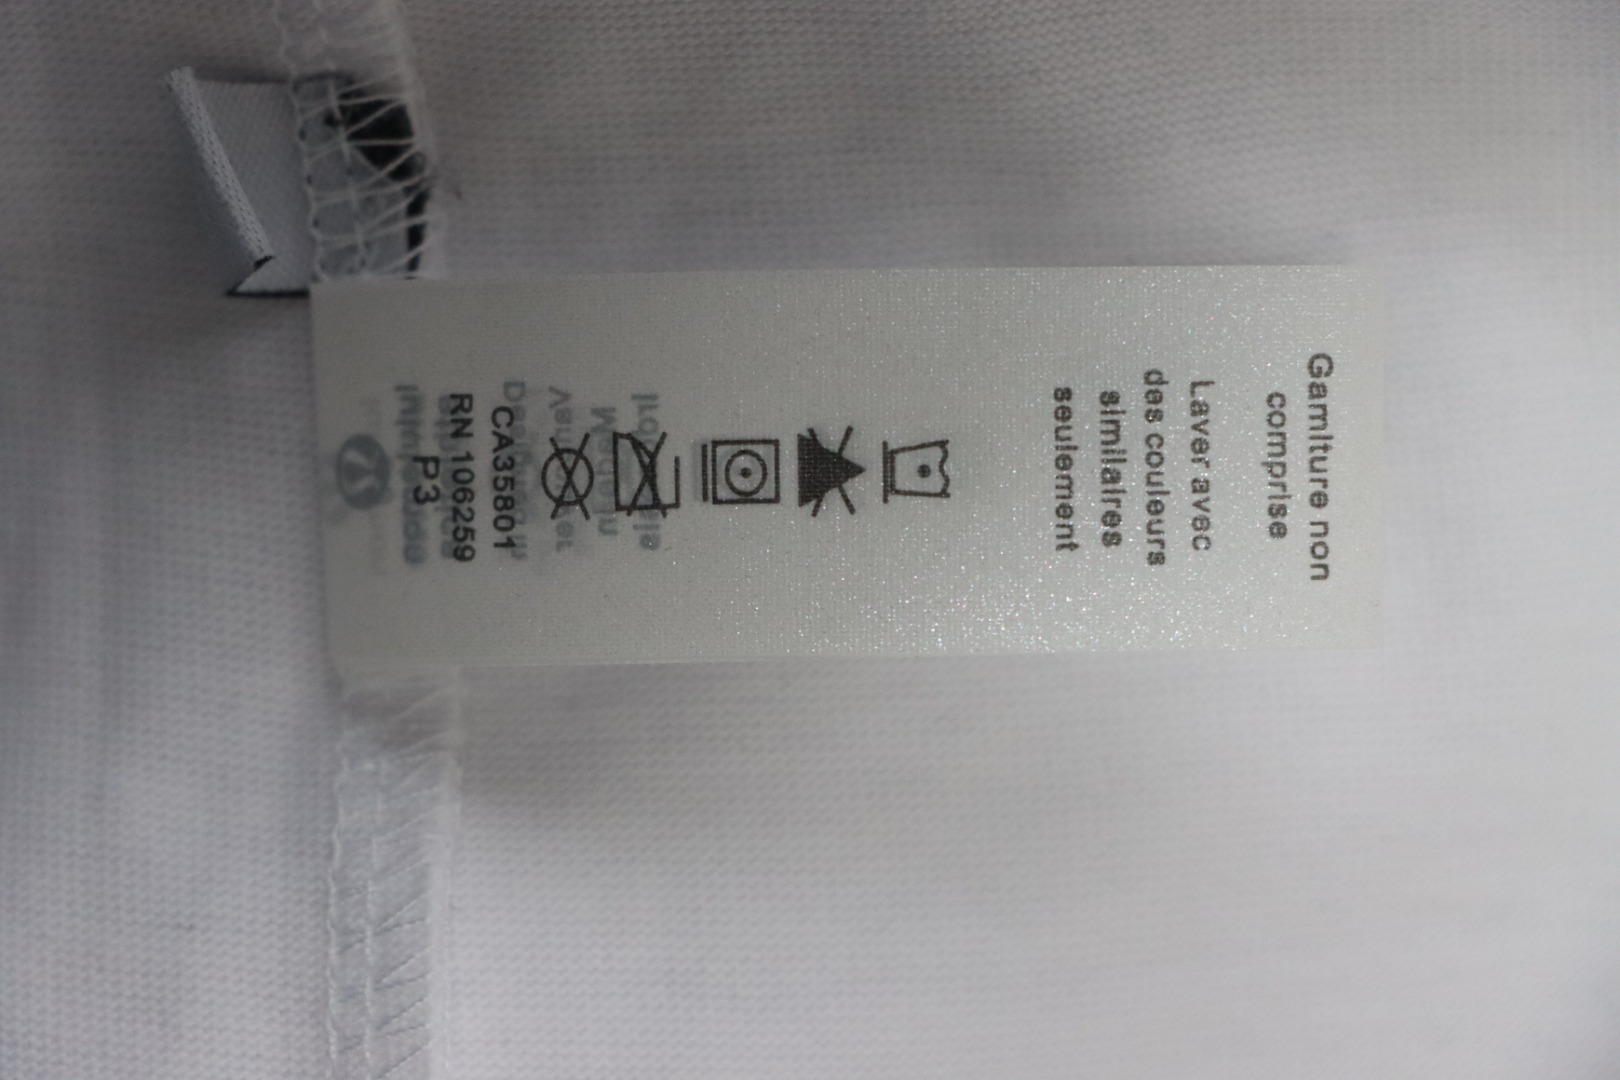 Garniture non
comprise
Laver avec
des couleurs
similaires
seulement
CA35801
RN 106259
P3